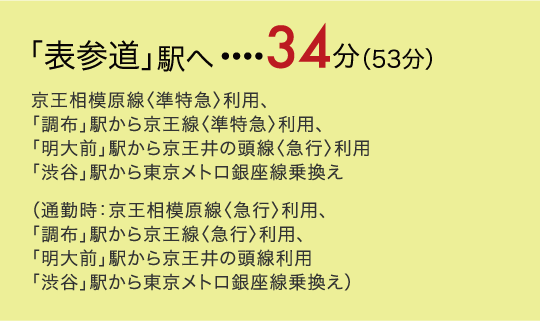 「表参道」駅へ ････34分(53分)
京王相模原線〈準特急〉利用、
「調布」駅から京王線〈準特急〉利用、
「明大前」駅から京王井の頭線〈急行〉利用
「渋谷」駅から東京メトロ銀座線乗換え
(通勤時：京王相模原線〈急行〉利用、
「調布」駅から京王線〈急行〉利用、
「明大前」駅から京王井の頭線利用
「渋谷」駅から東京メトロ銀座線乗換え)